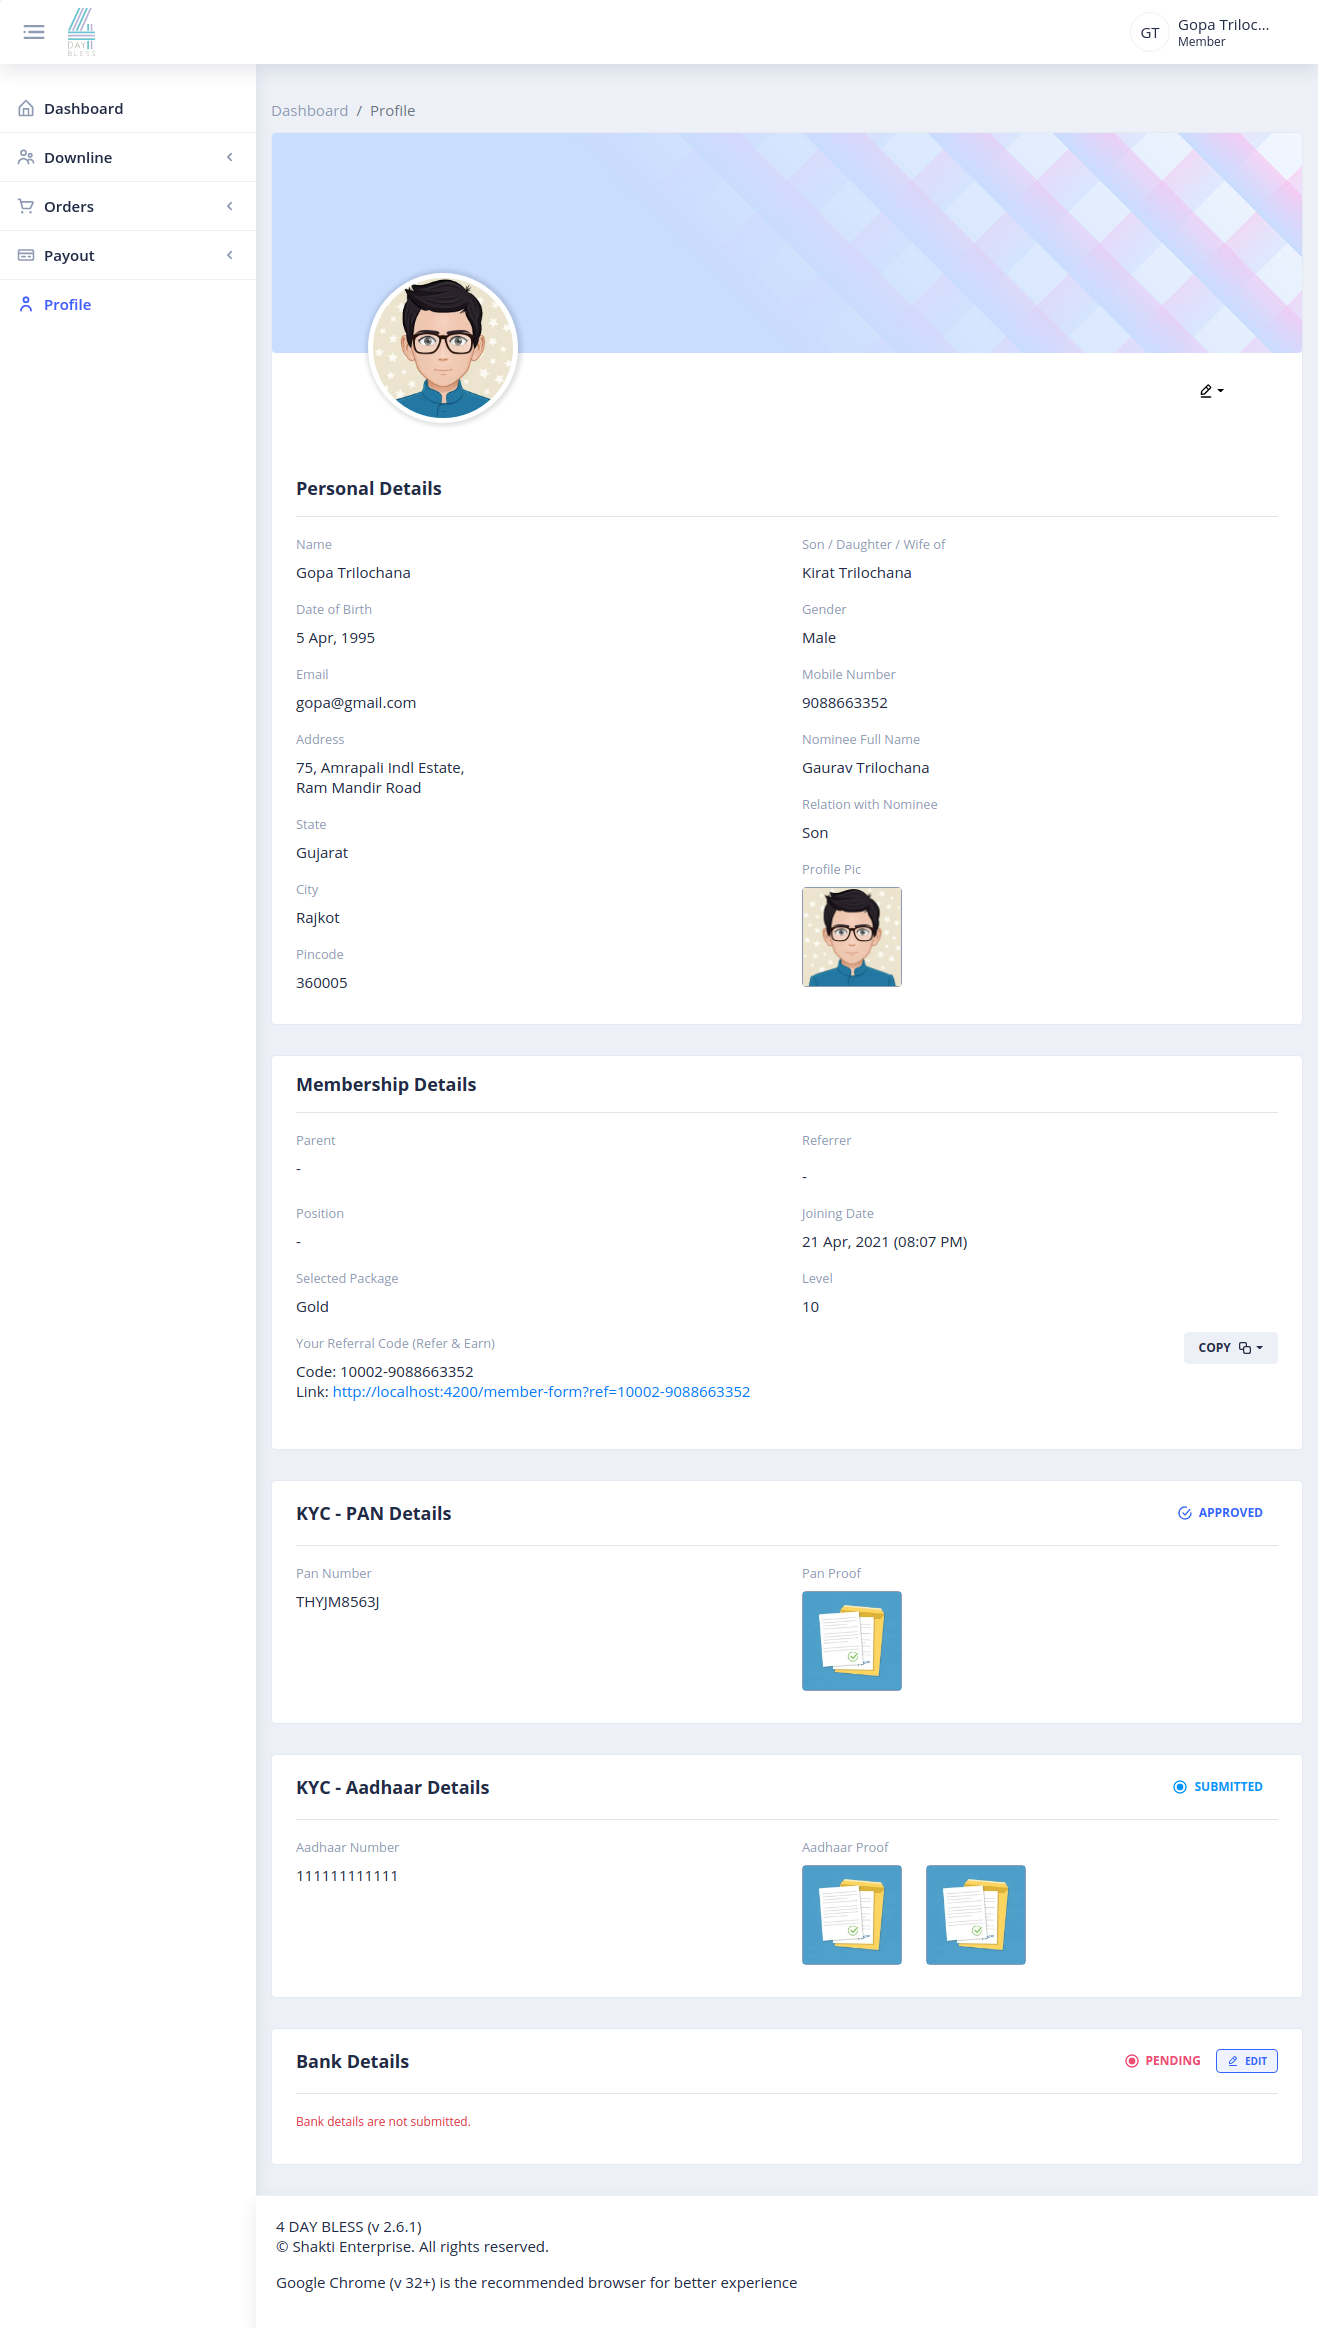 DAY
BLESS
GT
Gopa Triloc...
Member
Dashboard
Downline
Orders
Payout
Profile
Dashboard / Profile
Personal Details
Name
Gopa Trilochana
Son / Daughter / Wife of
Kirat Trilochana
Date of Birth
5 Apr, 1995
Gender
Male
Email
gopa@gmail.com
Mobile Number
9088663352
Address
75, Amrapali Indl Estate,
Ram Mandir Road
Nominee Full Name
Gaurav Trilochana
Relation with Nominee
Son
State
Gujarat
Profile Pic
City
Rajkot
Pincode
360005
Membership Details
Parent
-
Referrer
-
Position
-
Joining Date
21 Apr, 2021 (08:07 PM)
Selected Package
Gold
Level
10
Your Referral Code (Refer & Earn)
COPY
Code: 10002-9088663352
Link: http://localhost:4200/member-form?ref=10002-9088663352
KYC - PAN Details
APPROVED
Pan Number
THYJM8563J
Pan Proof
KYC - Aadhaar Details
SUBMITTED
Aadhaar Number
111111111111
Aadhaar Proof
Bank Details
PENDING
EDIT
Bank details are not submitted.
4 DAY BLESS (v 2.6.1)
© Shakti Enterprise. All rights reserved.
Google Chrome (v 32+) is the recommended browser for better experience